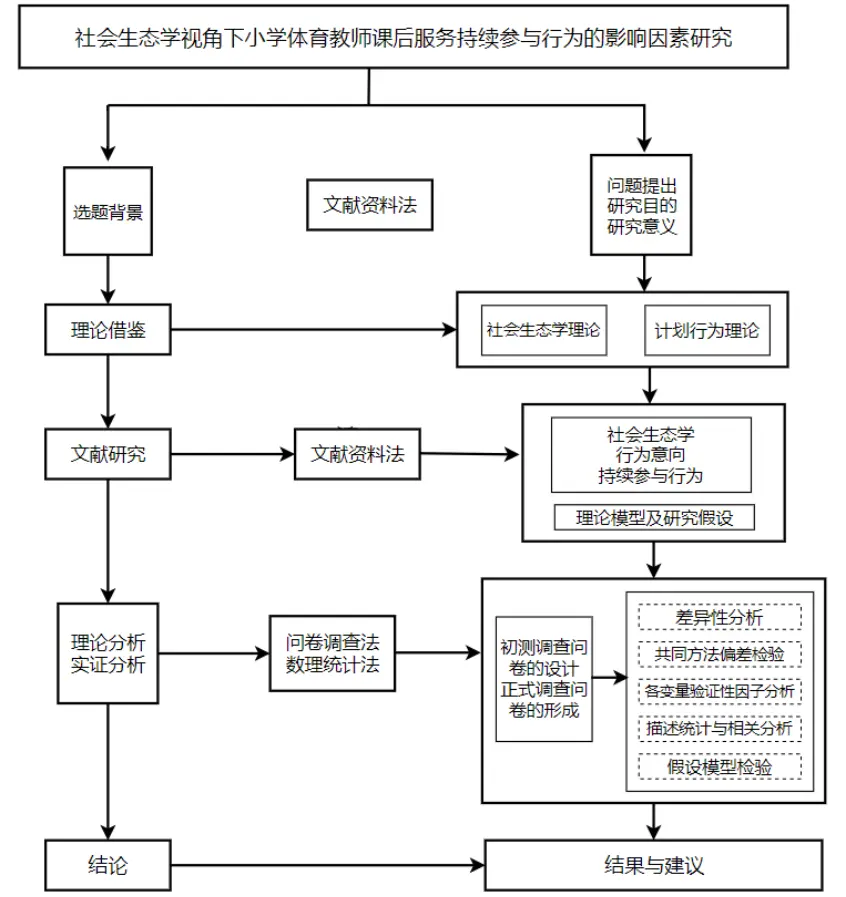 社会生态学视角下小学体育教师课后服务持续参与行为的影响因素研究
选题背景
文献资料法
问题提出
研究目的
研究意义
理论借鉴
社会生态学理论
计划行为理论
文献研究
文献资料法
社会生态学
行为意向
持续参与行为
理论模型及研究假设
理论分析
实证分析
问卷调查法
数理统计法
初测调查问
卷的设计
正式调查问
卷的形成
差异性分析
共同方法偏差检验
各变量验证性因子分析
描述统计与相关分析
假设模型检验
结论
结果与建议